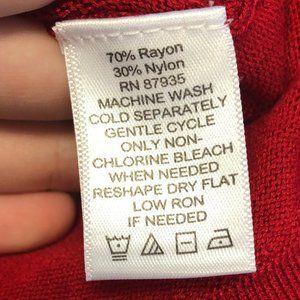 70% Rayon
30% Nylon
RN 87935
MACHINE WASH
COLD SEPARATELY
GENTLE CYCLE
ONLY NON-
CHLORINE BLEACH
WHEN NEEDED
RESHAPE DRY FLAT
LOW RON
IF NEEDED